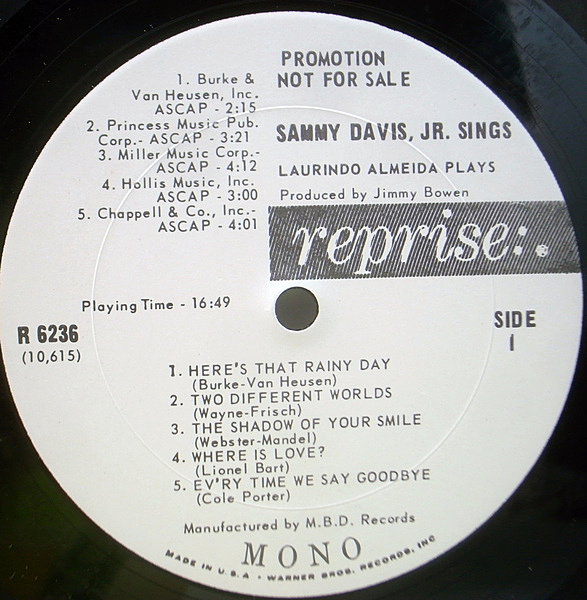 PROMOTION
NOT FOR SALE
1. Burke &
Van Heusen, Inc.
ASCAP - 2:15
2. Princess Music Pub.
Corp.- ASCAP - 3:21
3. Miller Music Corp.-
ASCAP - 4:12
4. Hollis Music, Inc.
ASCAP - 3:00
5. Chappell & Co., Inc.-
ASCAP - 4:01
SAMMY DAVIS, JR. SINGS
LAURINDO ALMEIDA PLAYS
Produced by Jimmy Bowen
reprise:.
Playing Time - 16:49
R 6236
(10,615)
SIDE
1
1. HERE'S THAT RAINY DAY
(Burke-Van Heusen)
2. TWO DIFFERENT WORLDS
(Wayne-Frisch)
3. THE SHADOW OF YOUR SMILE
(Webster-Mandel)
4. WHERE IS LOVE?
(Lionel Bart)
5. EV'RY TIME WE SAY GOODBYE
(Cole Porter)
Manufactured by M.B.D. Records
MONO
MADE IN U.S.A. • WARNER BROS. RECORDS, INC